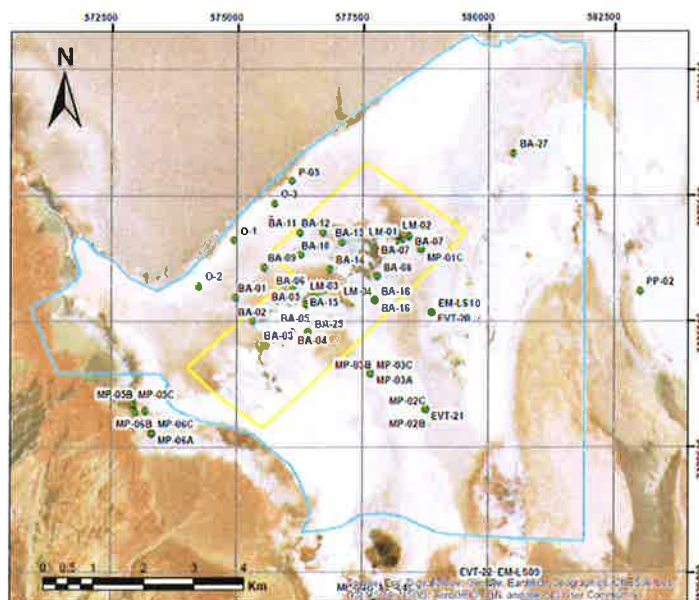 572500 575000 577500 580000 582500
N
BA-27
P-05
O-3
BA-11 BA-12 BA-13 LM-01 LM-02
O-1
BA-07
BA-10 BA-07 MP-01C
BA-09 BA-14
BA-08
O-2
BA-06 LM-03
PP-02
BA-01 BA-05 LM-04 BA-16
BA-15
BA-16 EM-LS10
BA-02 EVT-20
BA-05 BA-25
BA-03 BA-04
MP-03B MP-03C
MP-03A
MP-05B MP-05C MP-02C
EVT-21
MP-06B MP-06C MP-02B
MP-06A
0 0.5 1 2 3 4
Km
EVT-22 EM-LS09